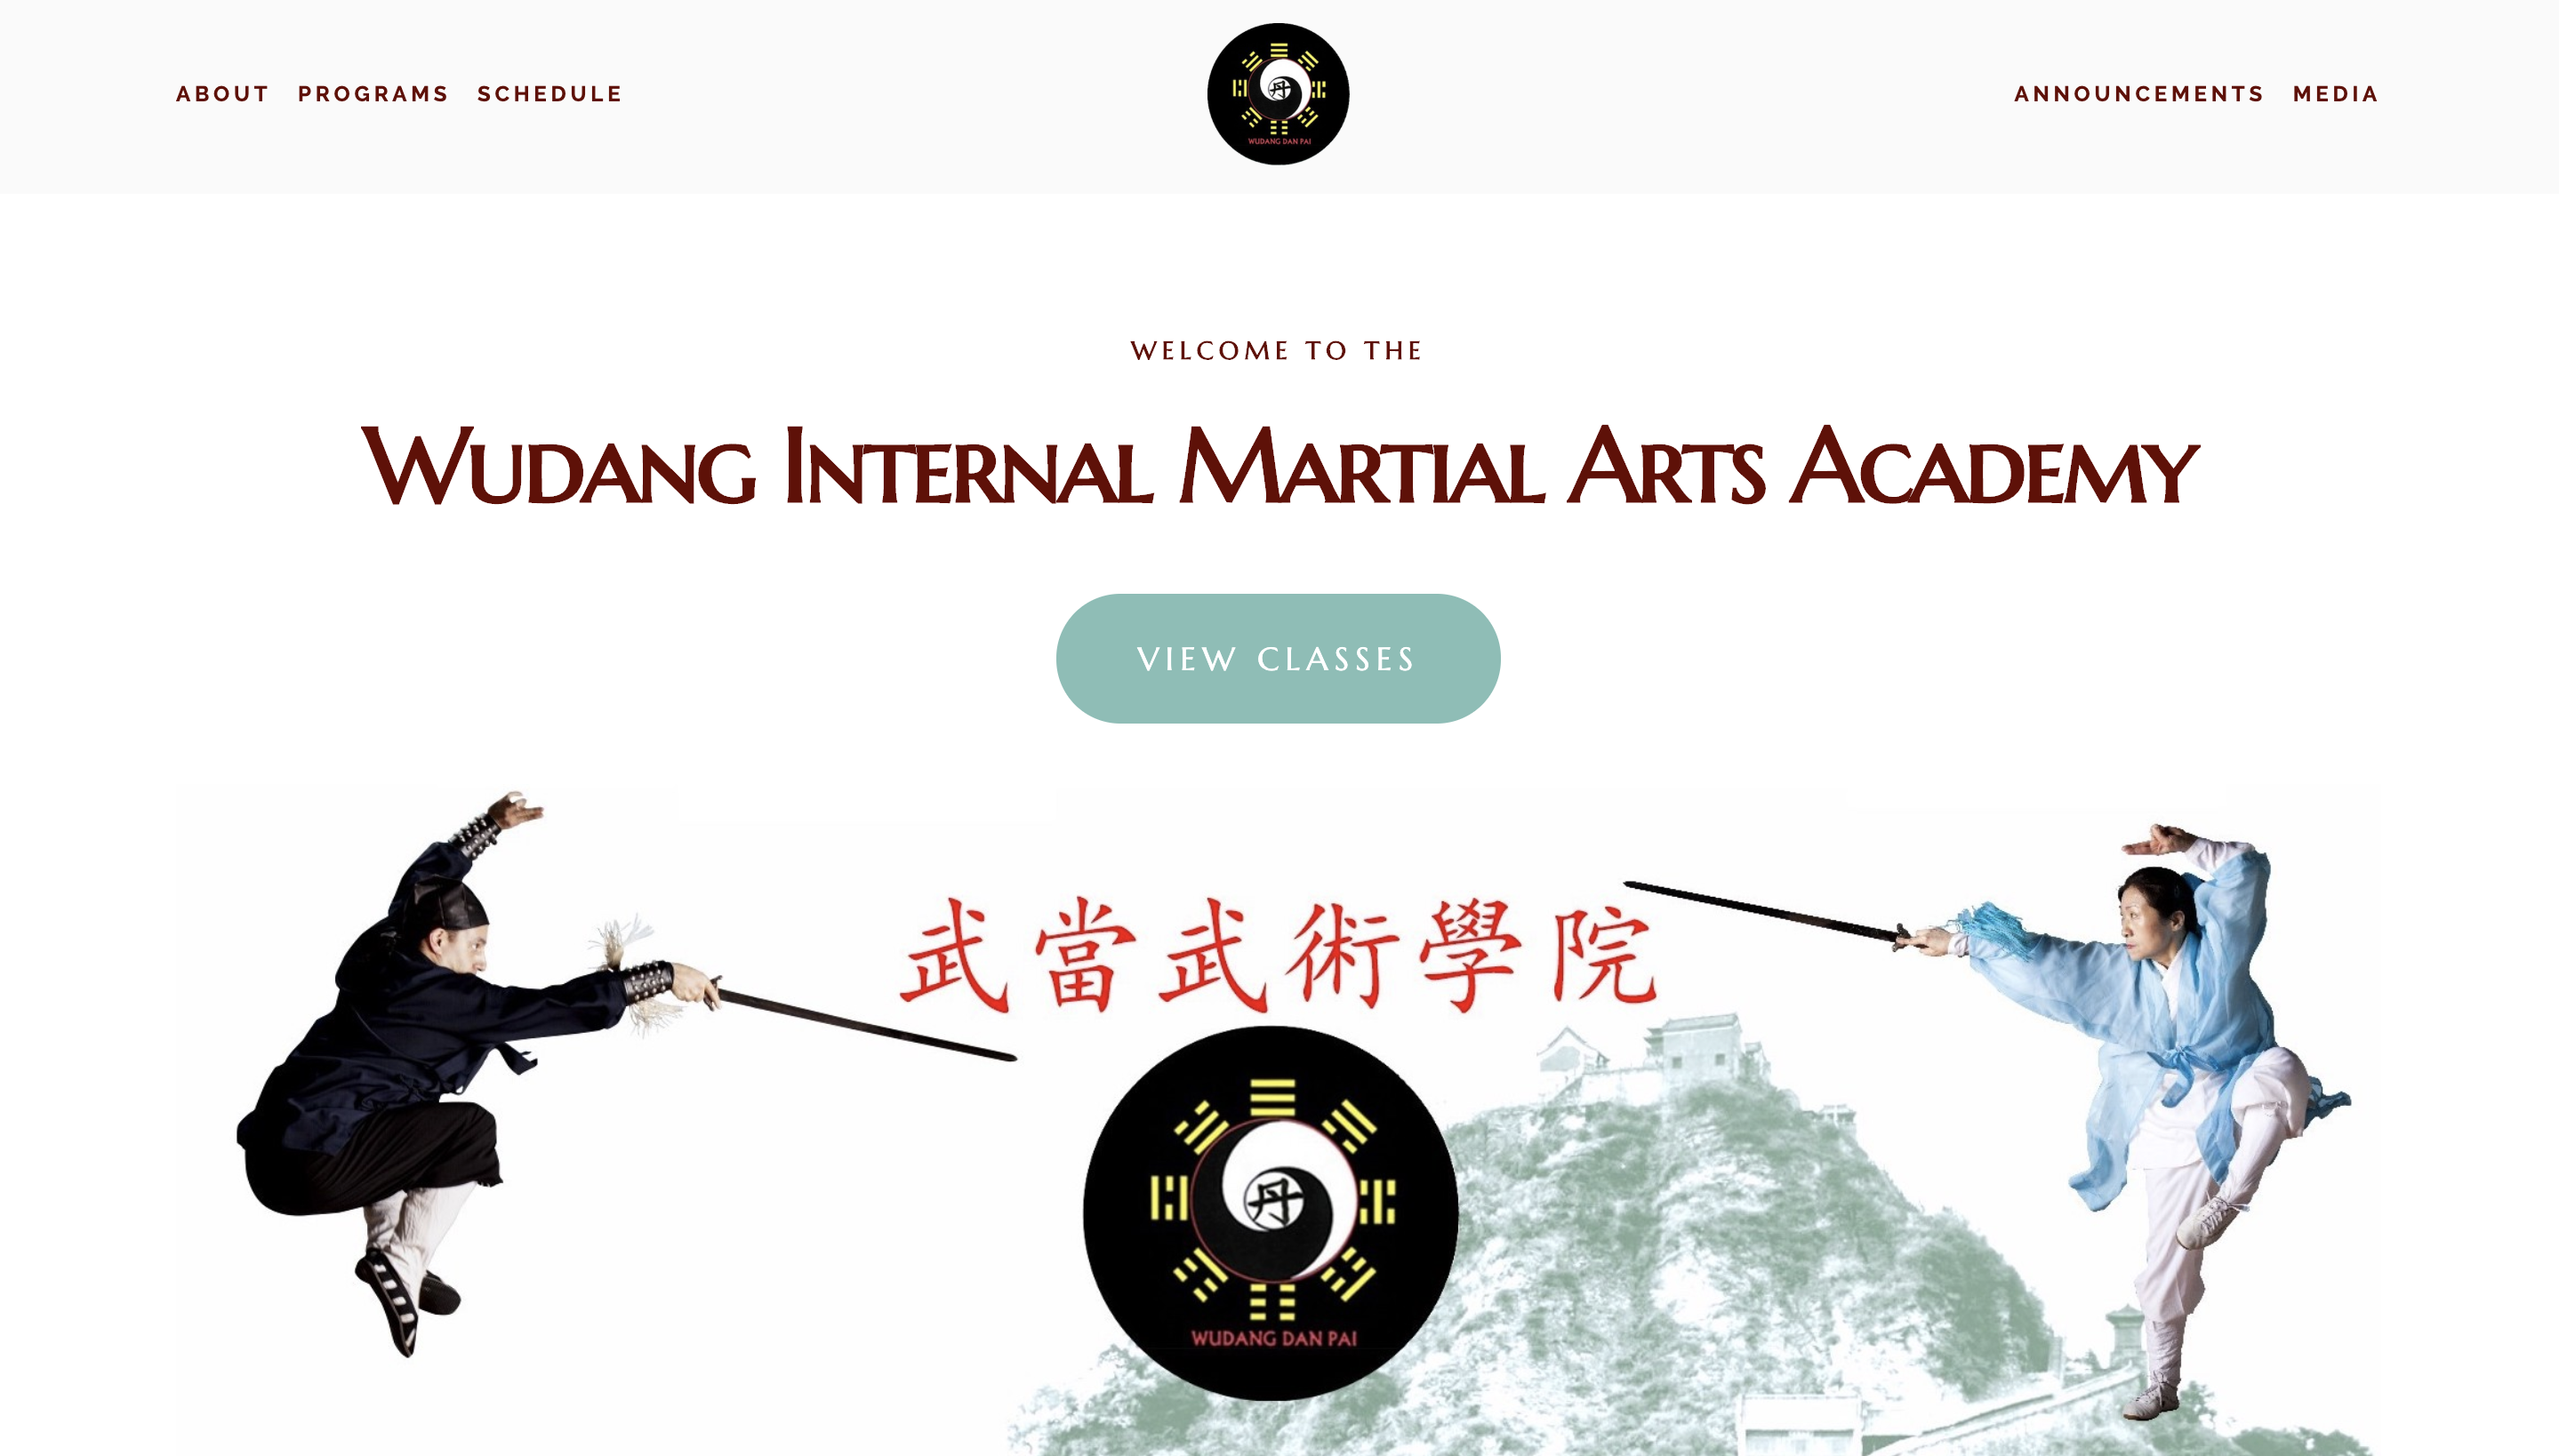 ABOUT PROGRAMS SCHEDULE
丹
WUDANG DAN PAI
ANNOUNCEMENTS MEDIA
WELCOME TO THE
WUDANG INTERNAL MARTIAL ARTS ACADEMY
VIEW CLASSES
武當武術學院
丹
WUDANG DAN PAI